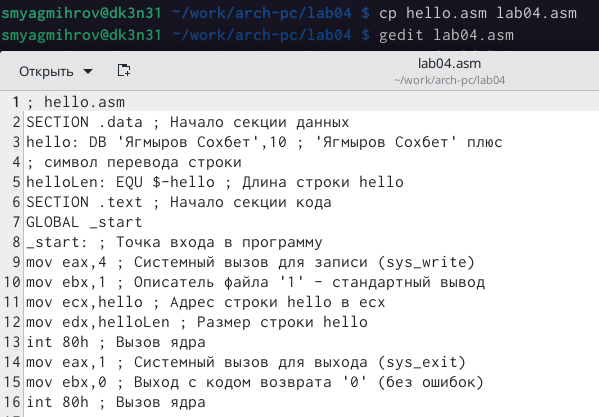 smyagmihrov@dk3n31 ~/work/arch-pc/lab04 $ cp hello.asm lab04.asm
smyagmihrov@dk3n31 ~/work/arch-pc/lab04 $ gedit lab04.asm
Открыть
lab04.asm
~/work/arch-pc/lab04
1 ; hello.asm
2 SECTION .data ; Начало секции данных
3 hello: DB 'Ягмыров Сохбет',10 ; 'Ягмыров Сохбет' плюс
4 ; символ перевода строки
5 helloLen: EQU $-hello ; Длина строки hello
6 SECTION .text ; Начало секции кода
7 GLOBAL _start
8 _start: ; Точка входа в программу
9 mov eax,4 ; Системный вызов для записи (sys_write)
10 mov ebx,1 ; Описатель файла '1' - стандартный вывод
11 mov ecx,hello ; Адрес строки hello в ecx
12 mov edx,helloLen ; Размер строки hello
13 int 80h ; Вызов ядра
14 mov eax,1 ; Системный вызов для выхода (sys_exit)
15 mov ebx,0 ; Выход с кодом возврата '0' (без ошибок)
16 int 80h ; Вызов ядра